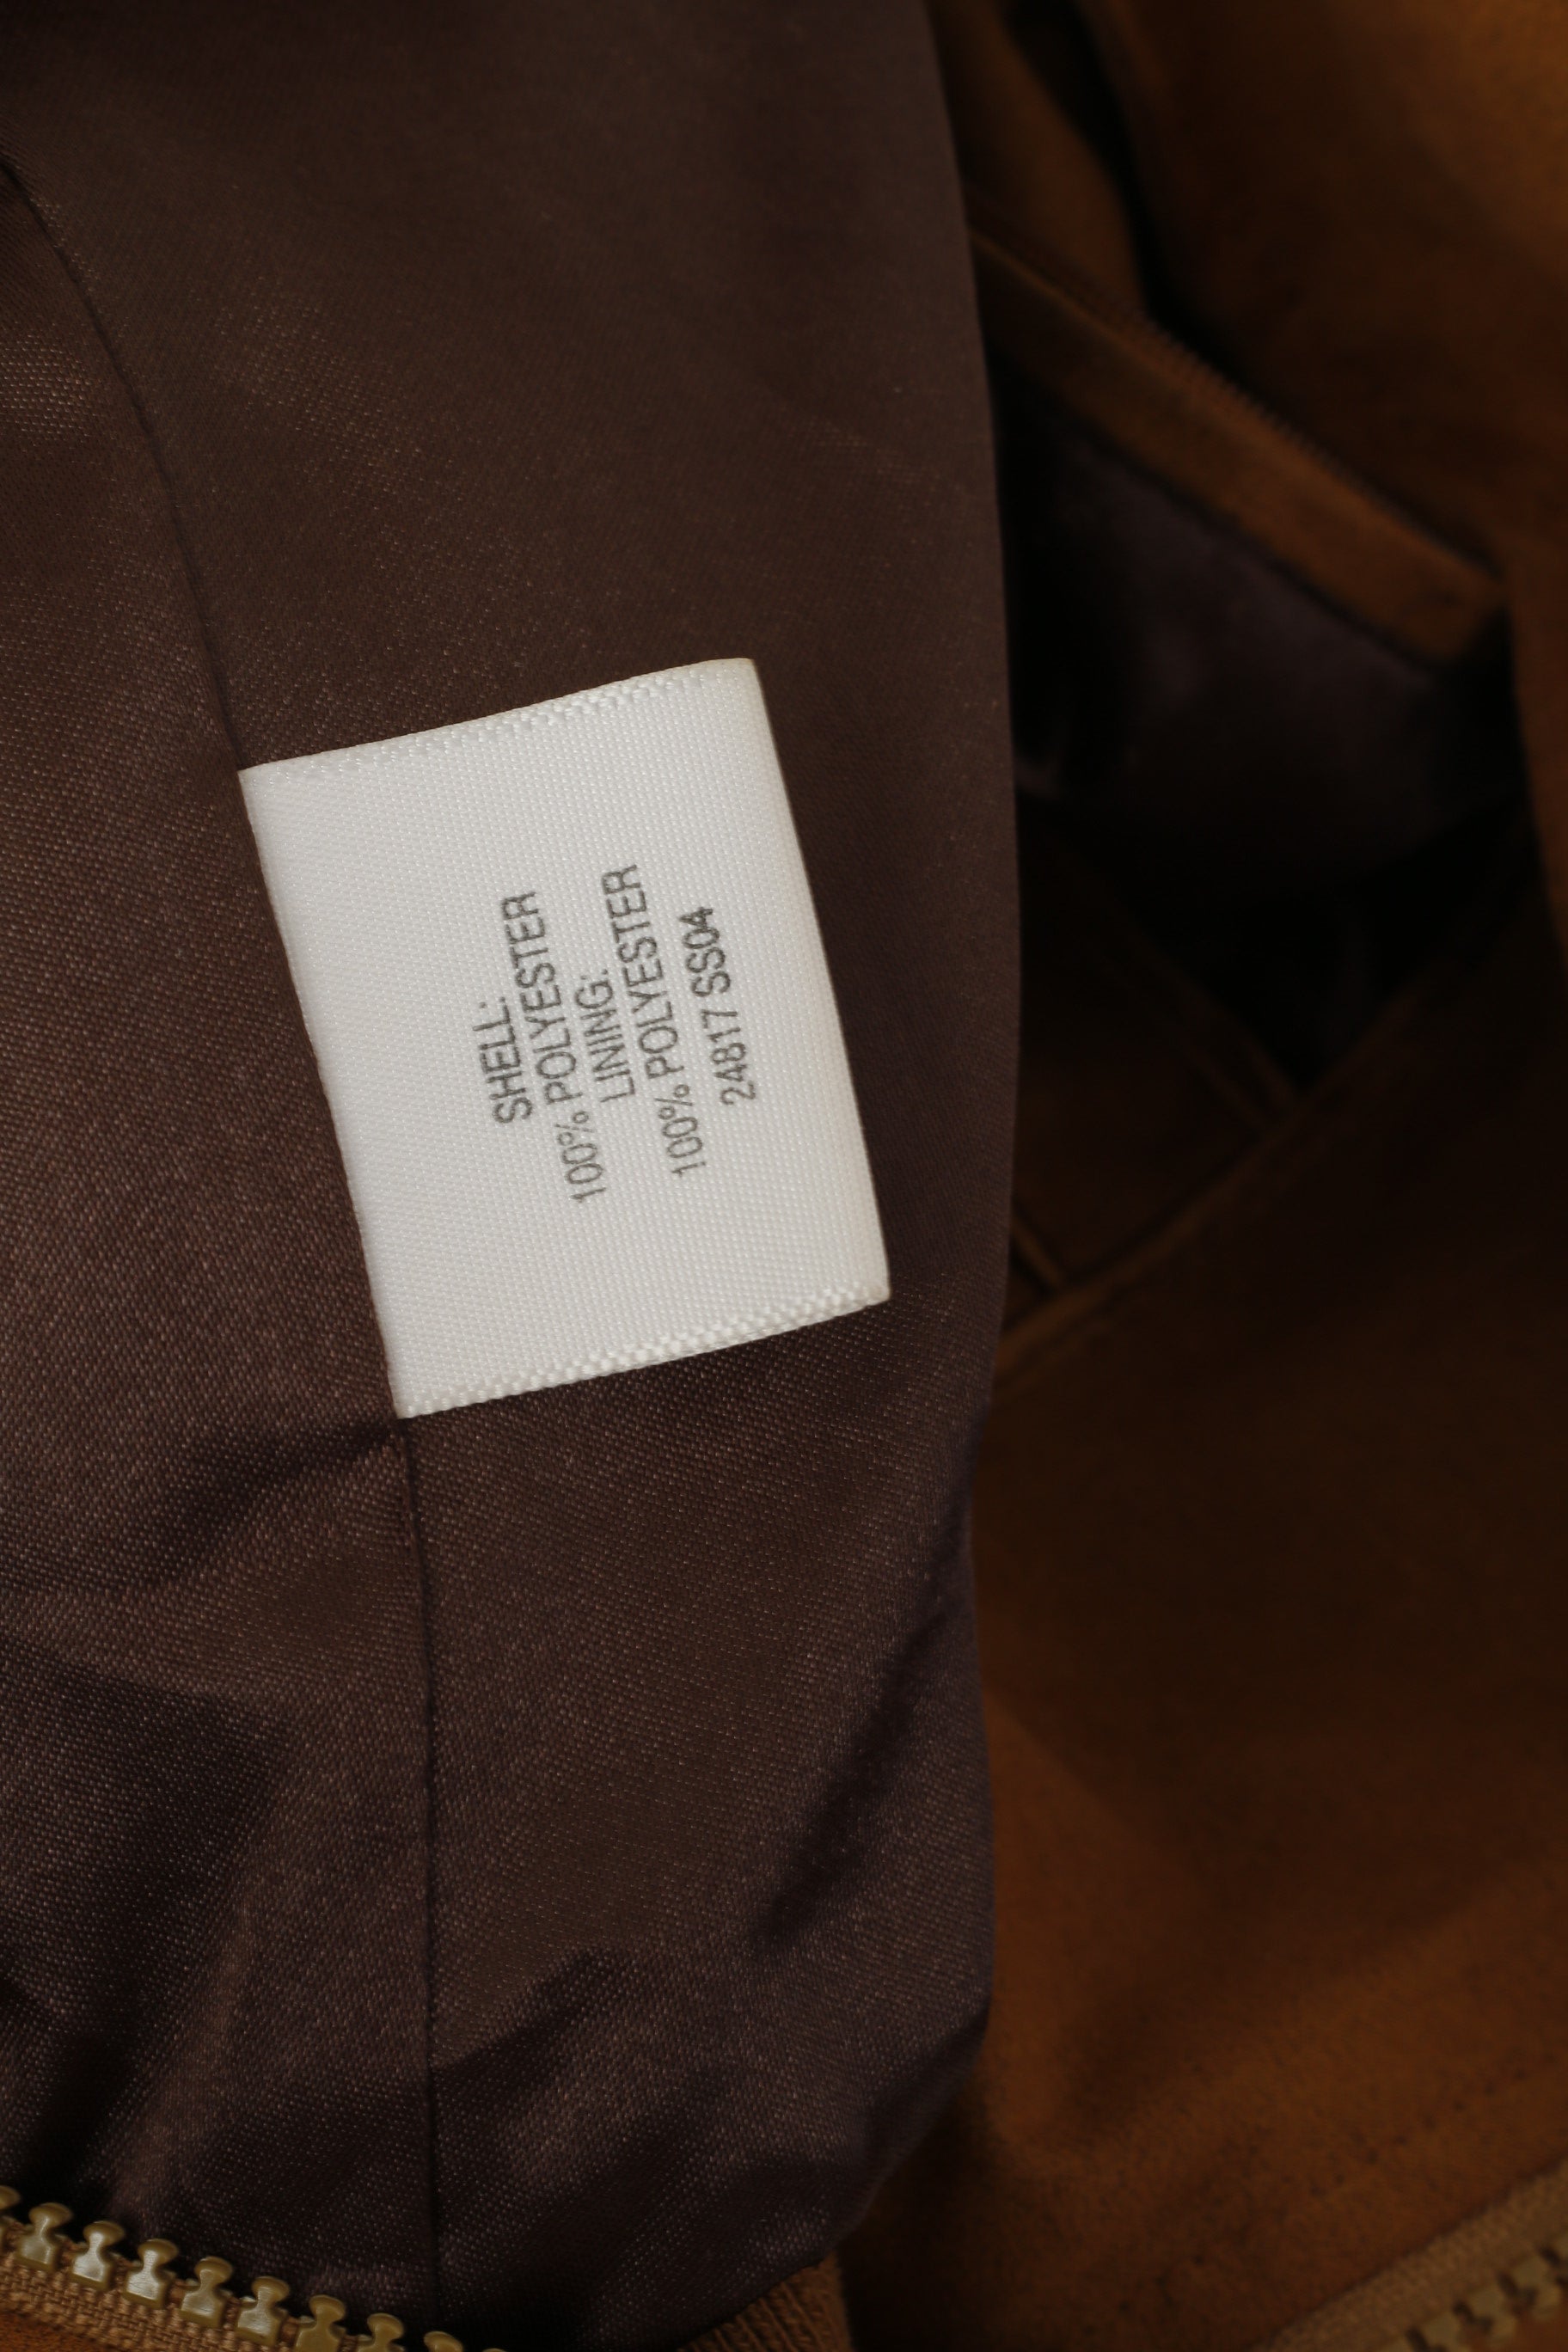 SHELL:
100% POLYESTER
LINING:
100% POLYESTER
24817 SS04